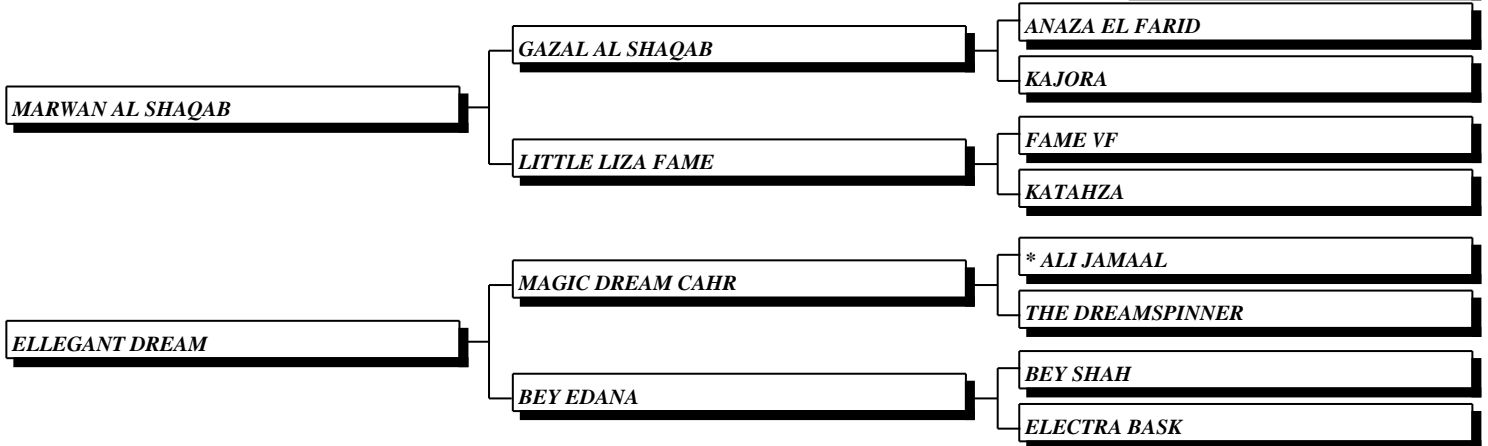 ANAZA EL FARID
GAZAL AL SHAQAB
KAJORA
MARWAN AL SHAQAB
FAME VF
LITTLE LIZA FAME
KATAHZA
* ALI JAMAAL
MAGIC DREAM CAHR
THE DREAMSPINNER
ELLEGANT DREAM
BEY SHAH
BEY EDANA
ELECTRA BASK